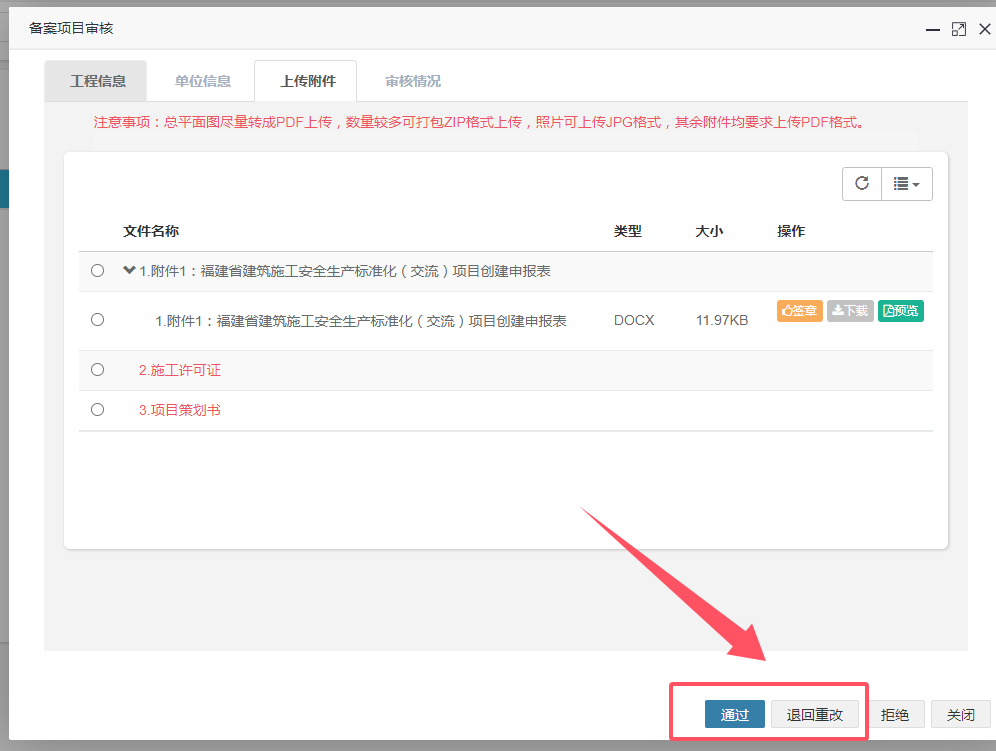 备案项目审核
工程信息 单位信息 上传附件 审核情况
注意事项：总平面图尽量转成PDF上传，数量较多可打包ZIP格式上传，照片可上传JPG格式，其余附件均要求上传PDF格式。
文件名称 类型 大小 操作
1.附件1：福建省建筑施工安全生产标准化（交流）项目创建申报表
1.附件1：福建省建筑施工安全生产标准化（交流）项目创建申报表 DOCX 11.97KB 签章 下载 预览
2.施工许可证
3.项目策划书
通过 退回重改 拒绝 关闭